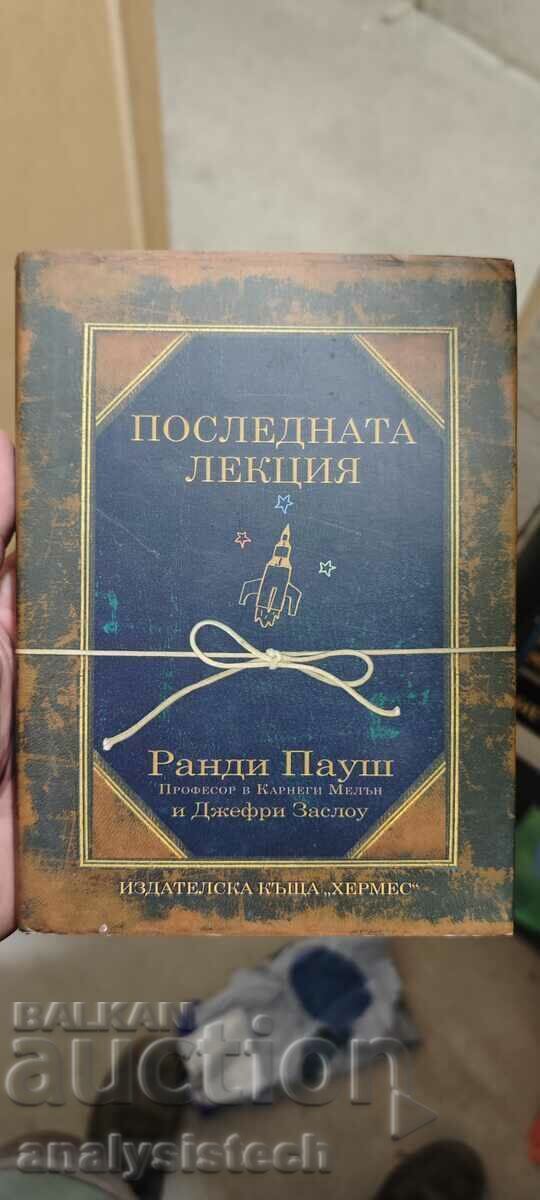 ПОСЛЕДНАТА
ЛЕКЦИЯ
Ранди Пауш
Професор в Карнеги Мелън
и Джефри Заслоу
ИЗДАТЕЛСКА КЪЩА „ХЕРМЕС“
BALKAN
auction
analysistech